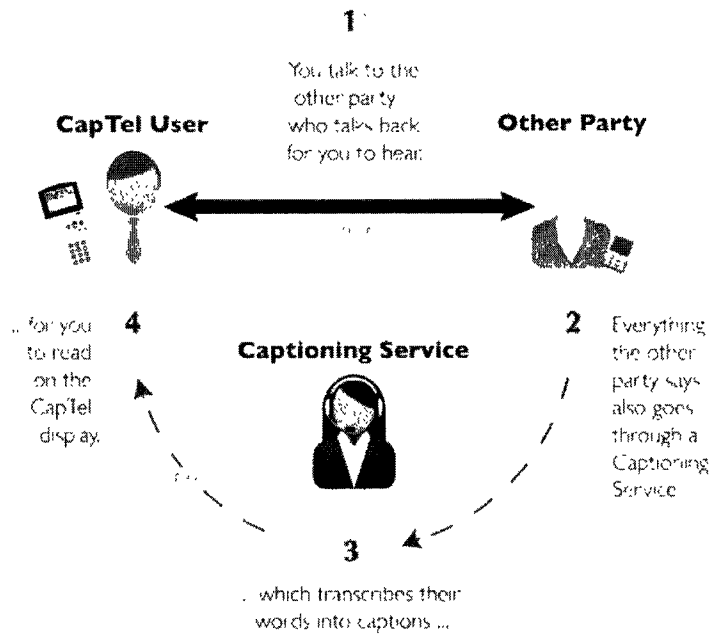 1
You talk to the
other party
who talks back
for you to hear.
CapTel User
Other Party
4
... for you
to read
on the
CapTel
display.
Captioning Service
2
Everything
the other
party says
also goes
through a
Captioning
Service
3
... which transcribes their
words into captions ...